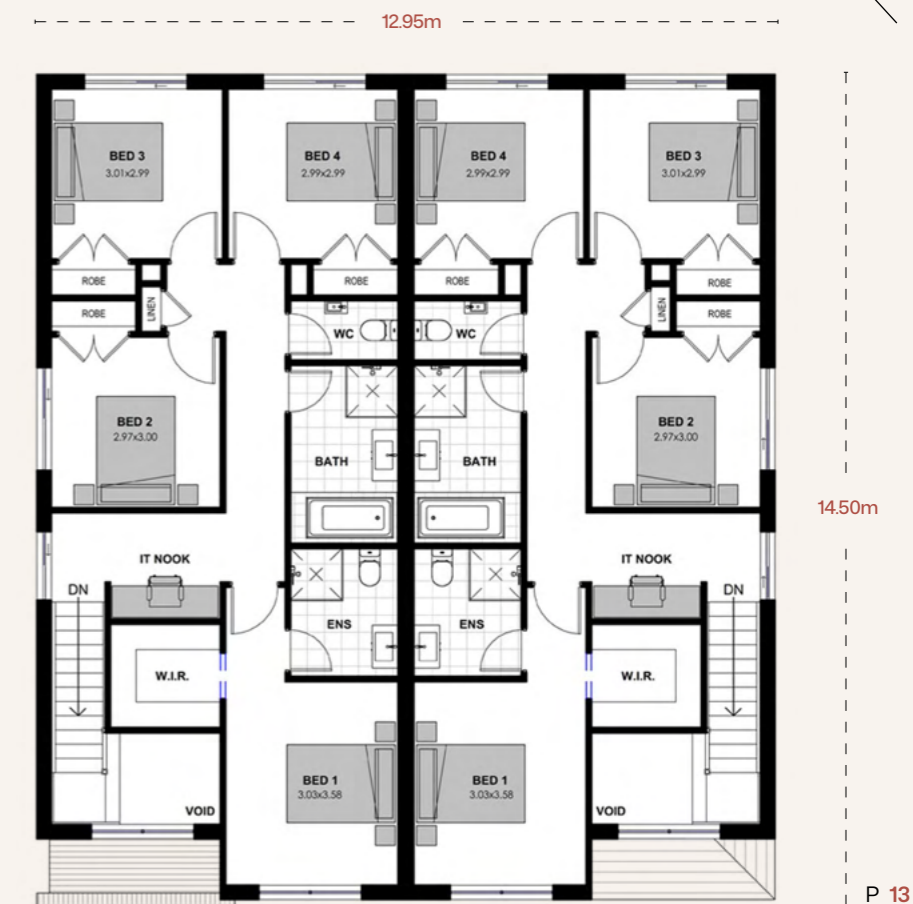 12.95m
BED 3
3.01x2.99
BED 4
2.99x2.99
BED 4
2.99x2.99
BED 3
3.01x2.99
ROBE
ROBE
ROBE
ROBE
ROBE
LINEN
WC
WC
LINEN
ROBE
BED 2
2.97x3.00
BATH
BATH
BED 2
2.97x3.00
14.50m
IT NOOK
IT NOOK
DN
DN
ENS
ENS
W.I.R.
W.I.R.
BED 1
3.03x3.58
BED 1
3.03x3.58
VOID
VOID
P 13